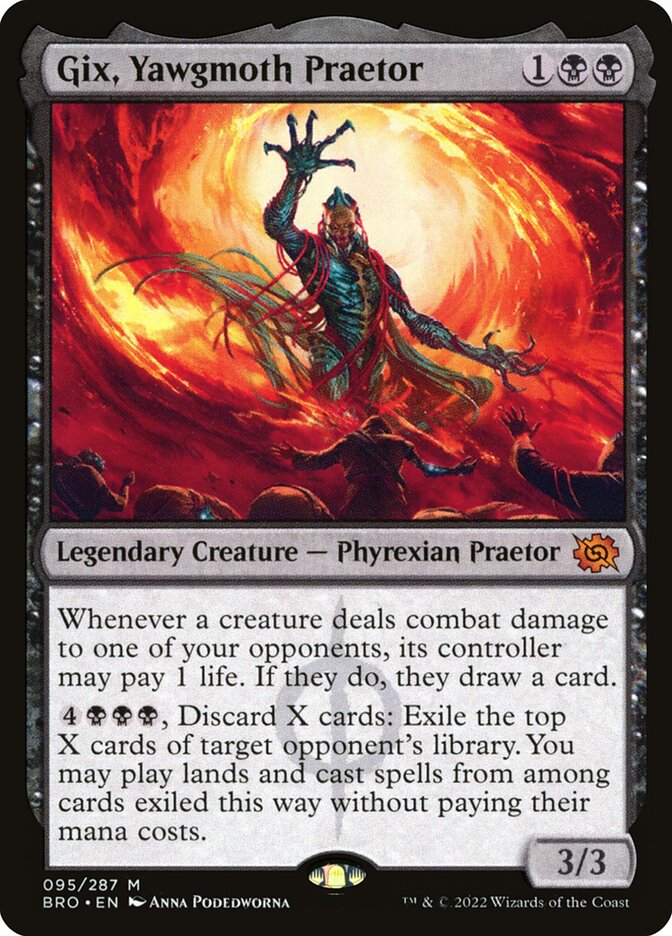 Gix, Yawgmoth Praetor 1
Legendary Creature — Phyrexian Praetor
Whenever a creature deals combat damage
to one of your opponents, its controller
may pay 1 life. If they do, they draw a card.
4, Discard X cards: Exile the top
X cards of target opponent's library. You
may play lands and cast spells from among
cards exiled this way without paying their
mana costs.
3/3
095/287 M
BRO • EN Anna Podedworna ™ & © 2022 Wizards of the Coast